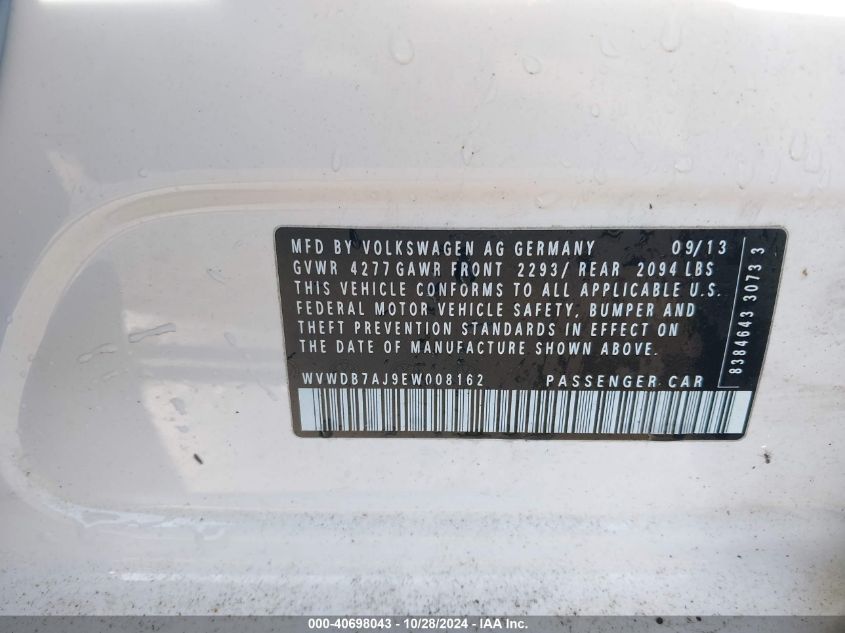 MFD BY VOLKSWAGEN AG GERMANY 09/13
GVWR 4277 GAWR FRONT 2293/ REAR 2094 LBS
THIS VEHICLE CONFORMS TO ALL APPLICABLE U.S.
FEDERAL MOTOR VEHICLE SAFETY, BUMPER AND
THEFT PREVENTION STANDARDS IN EFFECT ON
THE DATE OF MANUFACTURE SHOWN ABOVE.
WVWDB7AJ9EW008162 PASSENGER CAR
8384643 3073 3
000-40698043 - 10/28/2024 - IAA Inc.